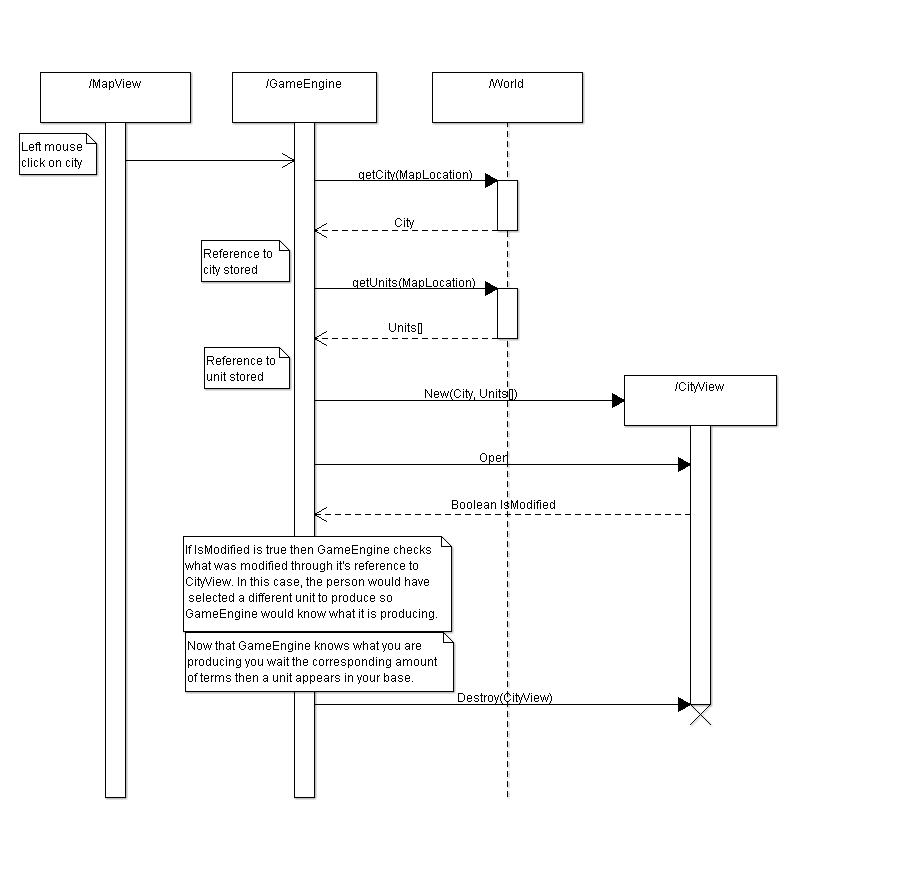 /MapView
/GameEngine
/World
Left mouse
click on city
getCity(MapLocation)
City
Reference to
city stored
getUnits(MapLocation)
Units[]
Reference to
unit stored
/CityView
New(City, Units[])
Open
Boolean IsModified
If IsModified is true then GameEngine checks
what was modified through it's reference to
CityView. In this case, the person would have
selected a different unit to produce so
GameEngine would know what it is producing.
Now that GameEngine knows what you are
producing you wait the corresponding amount
of terms then a unit appears in your base.
Destroy(CityView)